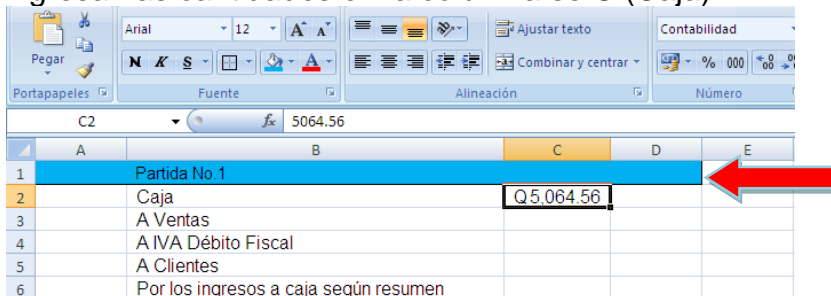 Arial 12 A A Ajustar texto Contabilidad
Pegar N K S A Combinar y centrar % 000
Portapapeles Fuente Alineación Número
C2 fx 5064.56
A B C D E
1 Partida No.1
2 Caja Q5,064.56
3 A Ventas
4 A IVA Débito Fiscal
5 A Clientes
6 Por los ingresos a caja según resumen